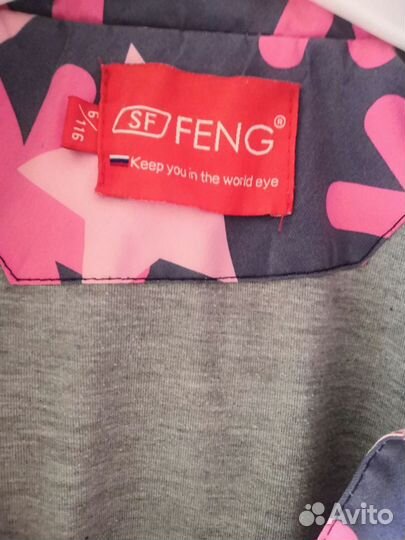 SF FENG®
Keep you in the world eye
6/116
Avito